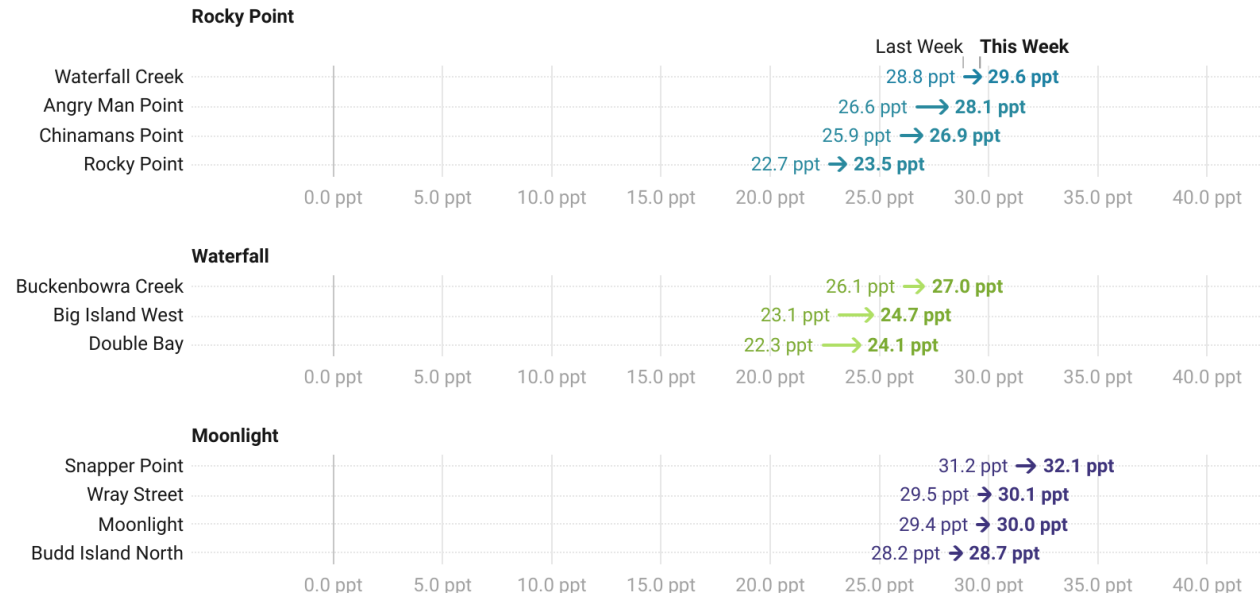 Rocky Point
Last Week This Week
Waterfall Creek 28.8 ppt 29.6 ppt
Angry Man Point 26.6 ppt 28.1 ppt
Chinamans Point 25.9 ppt 26.9 ppt
Rocky Point 22.7 ppt 23.5 ppt
0.0 ppt 5.0 ppt 10.0 ppt 15.0 ppt 20.0 ppt 25.0 ppt 30.0 ppt 35.0 ppt 40.0 ppt
Waterfall
Buckenbowra Creek 26.1 ppt 27.0 ppt
Big Island West 23.1 ppt 24.7 ppt
Double Bay 22.3 ppt 24.1 ppt
0.0 ppt 5.0 ppt 10.0 ppt 15.0 ppt 20.0 ppt 25.0 ppt 30.0 ppt 35.0 ppt 40.0 ppt
Moonlight
Snapper Point 31.2 ppt 32.1 ppt
Wray Street 29.5 ppt 30.1 ppt
Moonlight 29.4 ppt 30.0 ppt
Budd Island North 28.2 ppt 28.7 ppt
0.0 ppt 5.0 ppt 10.0 ppt 15.0 ppt 20.0 ppt 25.0 ppt 30.0 ppt 35.0 ppt 40.0 ppt